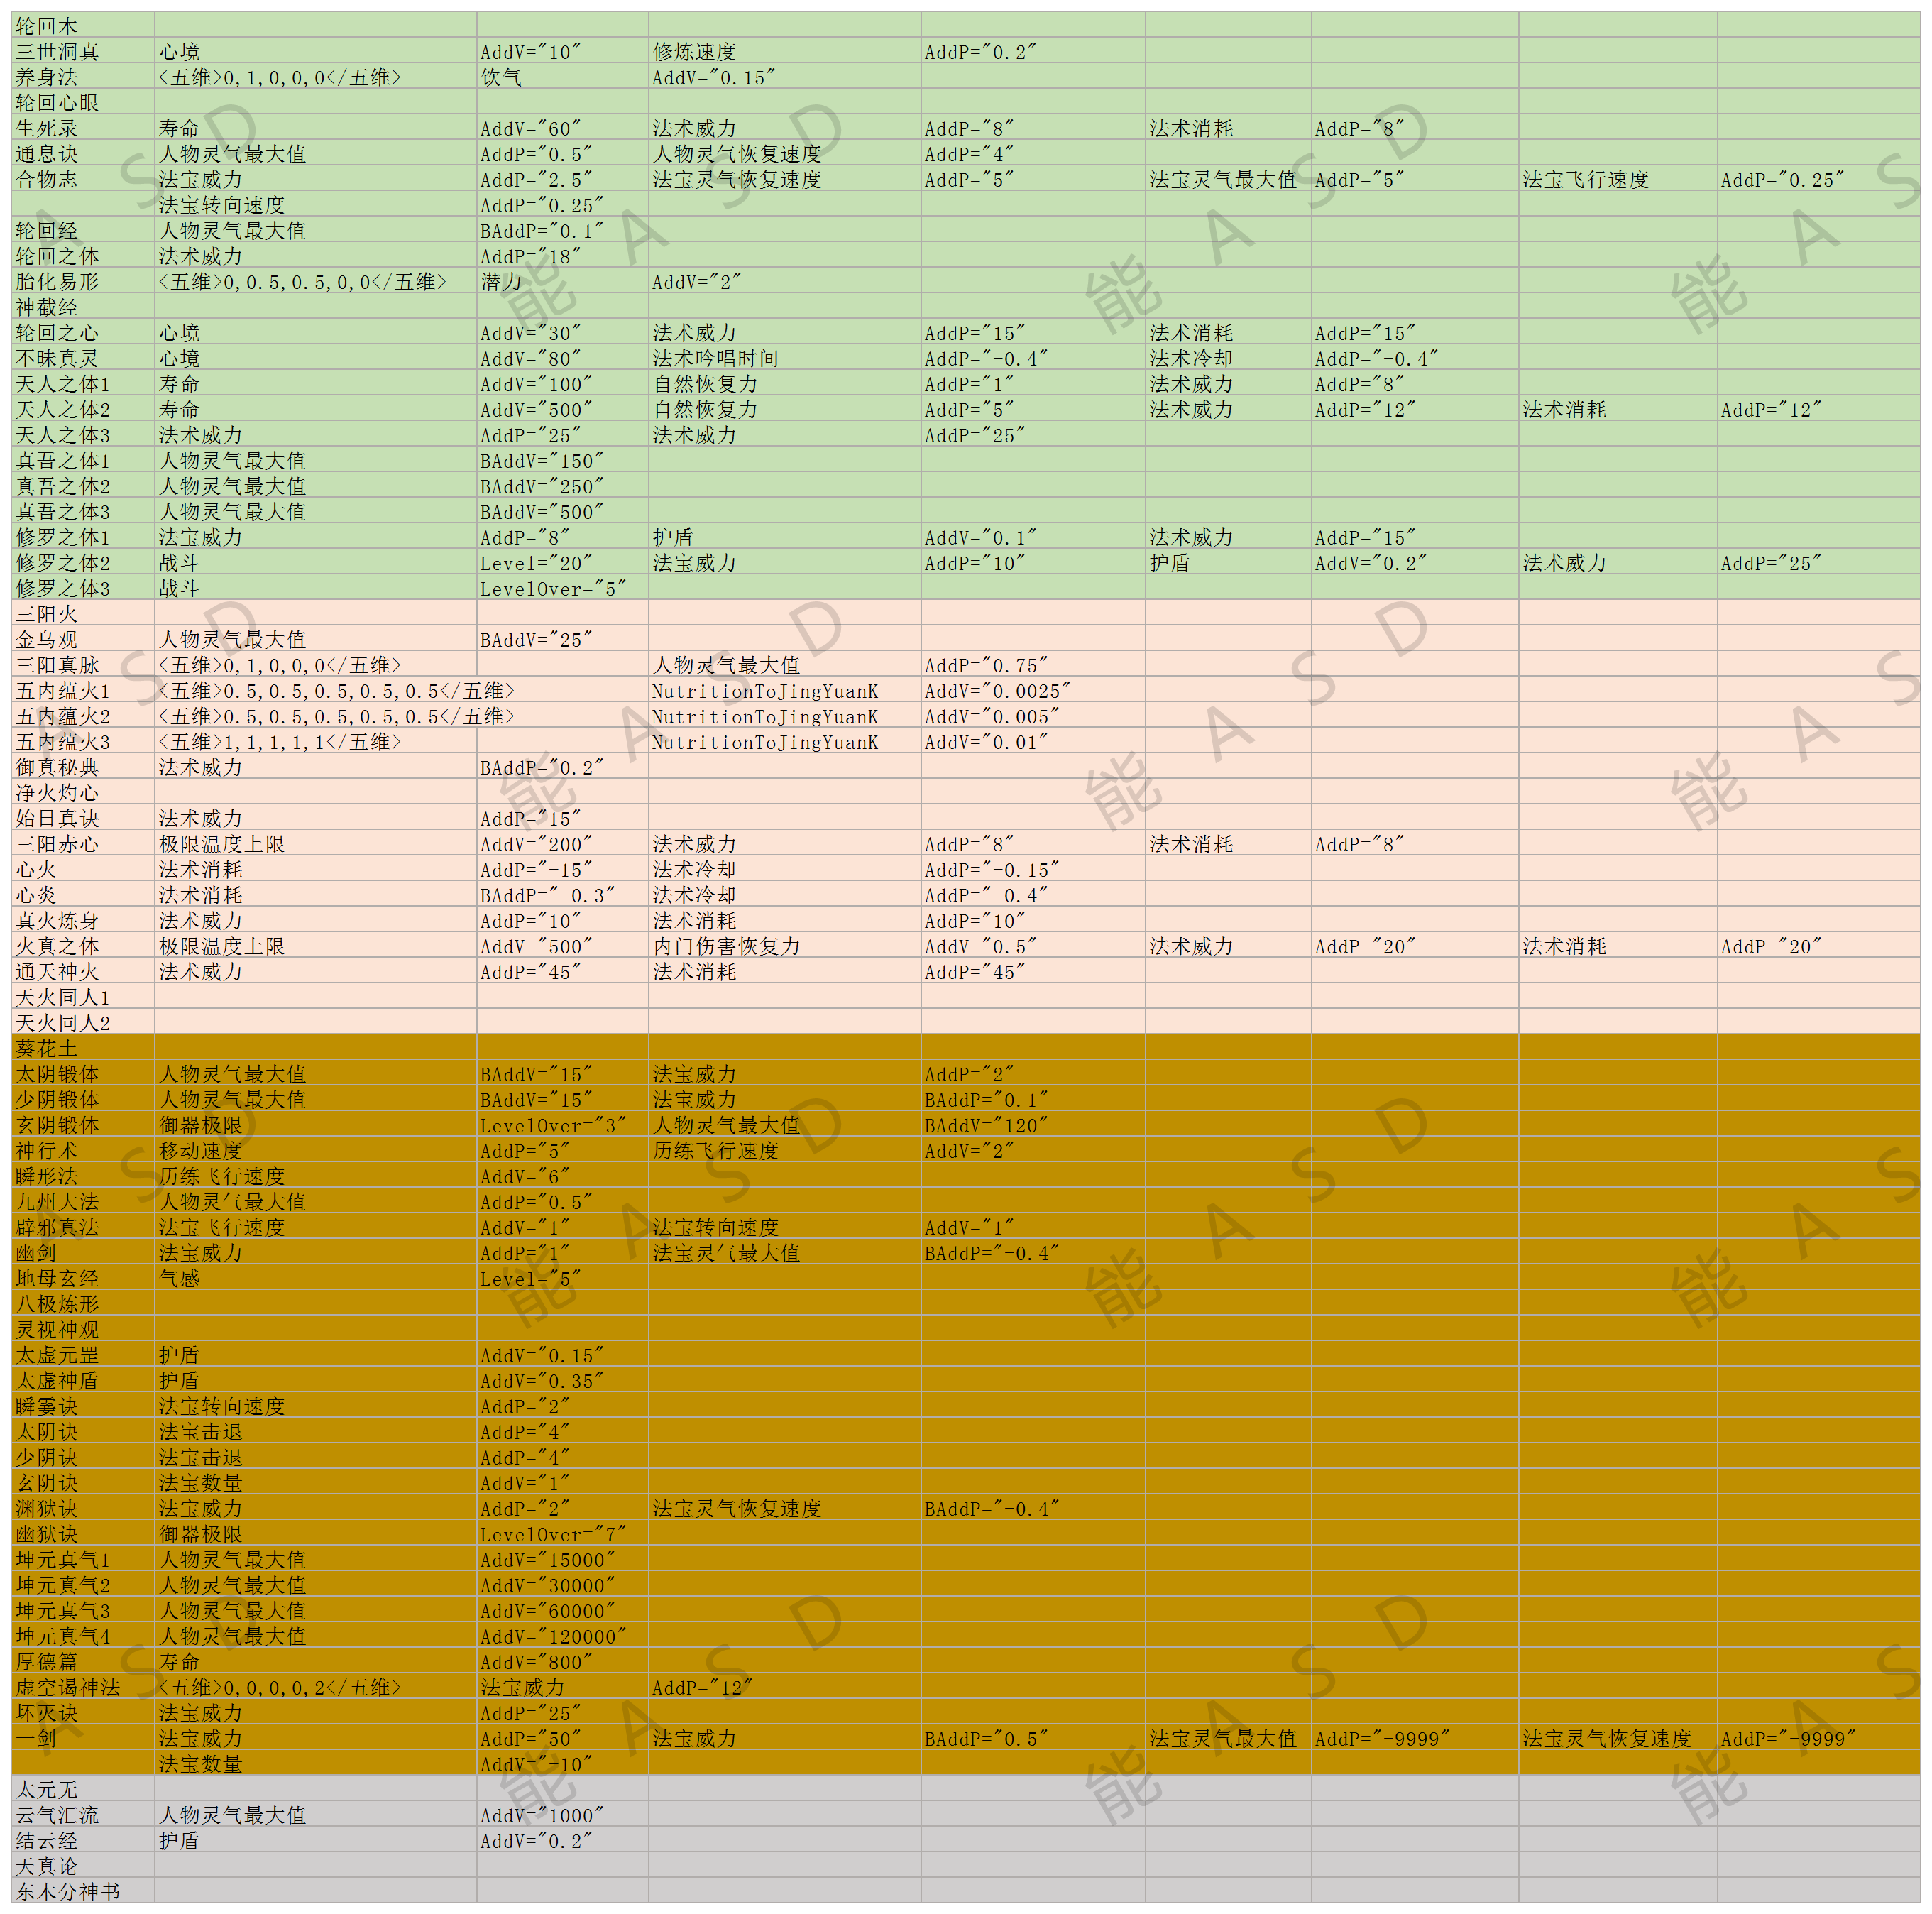 轮回木
三世洞真 心境 AddV="10" 修炼速度 AddP="0.2"
养身法 <五维>0,1,0,0,0</五维> 饮气 AddV="0.15"
轮回心眼
生死录 寿命 AddV="60" 法术威力 AddP="8" 法术消耗 AddP="8"
通息诀 人物灵气最大值 AddP="0.5" 人物灵气恢复速度 AddP="4"
合物志 法宝威力 AddP="2.5" 法宝灵气恢复速度 AddP="5" 法宝灵气最大值 AddP="5" 法宝飞行速度 AddP="0.25"
法宝转向速度 AddP="0.25"
轮回经 人物灵气最大值 BAddP="0.1"
轮回之体 法术威力 AddP="18"
胎化易形 <五维>0,0.5,0.5,0,0</五维> 潜力 AddV="2"
神截经
轮回之心 心境 AddV="30" 法术威力 AddP="15" 法术消耗 AddP="15"
不昧真灵 心境 AddV="80" 法术吟唱时间 AddP="-0.4" 法术冷却 AddP="-0.4"
天人之体1 寿命 AddV="100" 自然恢复力 AddP="1" 法术威力 AddP="8"
天人之体2 寿命 AddV="500" 自然恢复力 AddP="5" 法术威力 AddP="12" 法术消耗 AddP="12"
天人之体3 法术威力 AddP="25" 法术威力 AddP="25"
真吾之体1 人物灵气最大值 BAddV="150"
真吾之体2 人物灵气最大值 BAddV="250"
真吾之体3 人物灵气最大值 BAddV="500"
修罗之体1 法宝威力 AddP="8" 护盾 AddV="0.1" 法术威力 AddP="15"
修罗之体2 战斗 Level="20" 法宝威力 AddP="10" 护盾 AddV="0.2" 法术威力 AddP="25"
修罗之体3 战斗 LevelOver="5"
三阳火
金乌观 人物灵气最大值 BAddV="25"
三阳真脉 <五维>0,1,0,0,0</五维> 人物灵气最大值 AddP="0.75"
五内蕴火1 <五维>0.5,0.5,0.5,0.5,0.5</五维> NutritionToJingYuanK AddV="0.0025"
五内蕴火2 <五维>0.5,0.5,0.5,0.5,0.5</五维> NutritionToJingYuanK AddV="0.005"
五内蕴火3 <五维>1,1,1,1,1</五维> NutritionToJingYuanK AddV="0.01"
御真秘典 法术威力 BAddP="0.2"
净火灼心
始日真诀 法术威力 AddP="15"
三阳赤心 极限温度上限 AddV="200" 法术威力 AddP="8" 法术消耗 AddP="8"
心火 法术消耗 AddP="-15" 法术冷却 AddP="-0.15"
心炎 法术消耗 BAddP="-0.3" 法术冷却 AddP="-0.4"
真火炼身 法术威力 AddP="10" 法术消耗 AddP="10"
火真之体 极限温度上限 AddV="500" 内门伤害恢复力 AddV="0.5" 法术威力 AddP="20" 法术消耗 AddP="20"
通天神火 法术威力 AddP="45" 法术消耗 AddP="45"
天火同人1
天火同人2
葵花土
太阴锻体 人物灵气最大值 BAddV="15" 法宝威力 AddP="2"
少阴锻体 人物灵气最大值 BAddV="15" 法宝威力 BAddP="0.1"
玄阴锻体 御器极限 LevelOver="3" 人物灵气最大值 BAddV="120"
神行术 移动速度 AddP="5" 历练飞行速度 AddV="2"
瞬形法 历练飞行速度 AddV="6"
九州大法 人物灵气最大值 AddP="0.5"
辟邪真法 法宝飞行速度 AddV="1" 法宝转向速度 AddV="1"
幽剑 法宝威力 AddP="1" 法宝灵气最大值 BAddP="-0.4"
地母玄经 气感 Level="5"
八极炼形
灵视神观
太虚元罡 护盾 AddV="0.15"
太虚神盾 护盾 AddV="0.35"
瞬霎诀 法宝转向速度 AddP="2"
太阴诀 法宝击退 AddP="4"
少阴诀 法宝击退 AddP="4"
玄阴诀 法宝数量 AddV="1"
渊狱诀 法宝威力 AddP="2" 法宝灵气恢复速度 BAddP="-0.4"
幽狱诀 御器极限 LevelOver="7"
坤元真气1 人物灵气最大值 AddV="15000"
坤元真气2 人物灵气最大值 AddV="30000"
坤元真气3 人物灵气最大值 AddV="60000"
坤元真气4 人物灵气最大值 AddV="120000"
厚德篇 寿命 AddV="800"
虚空谒神法 <五维>0,0,0,0,2</五维> 法宝威力 AddP="12"
坏灭诀 法宝威力 AddP="25"
一剑 法宝威力 AddP="50" 法宝威力 BAddP="0.5" 法宝灵气最大值 AddP="-9999" 法宝灵气恢复速度 AddP="-9999"
法宝数量 AddV="-10"
太元无
云气汇流 人物灵气最大值 AddV="1000"
结云经 护盾 AddV="0.2"
天真论
东木分神书